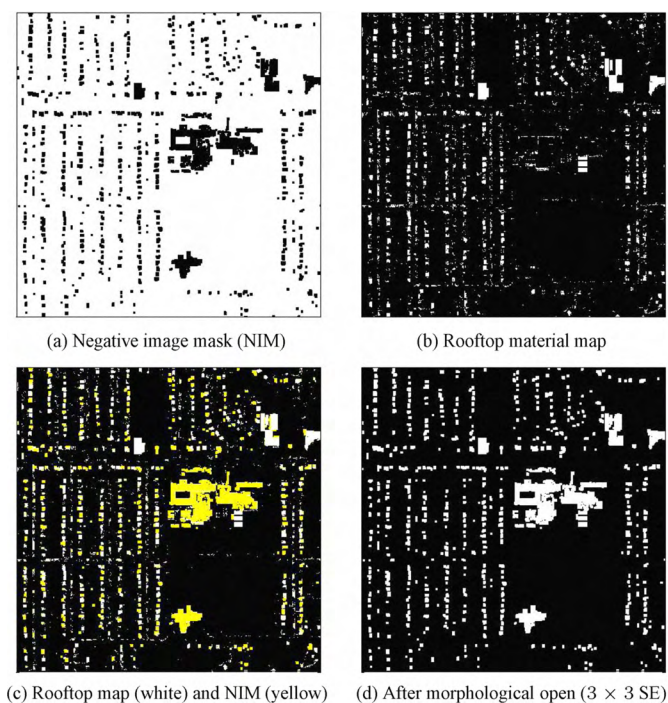 (a) Negative image mask (NIM)
(b) Rooftop material map
(c) Rooftop map (white) and NIM (yellow)
(d) After morphological open (3 × 3 SE)